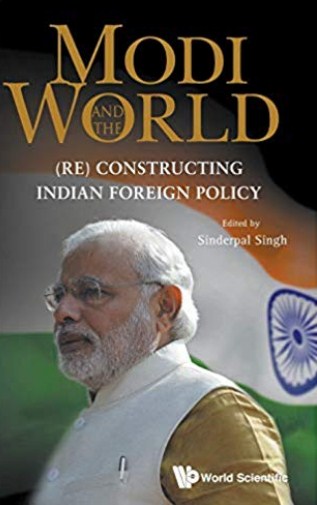 MODI
AND THE
WORLD
(RE) CONSTRUCTING
INDIAN FOREIGN POLICY
Edited by
Sinderpal Singh
World Scientific